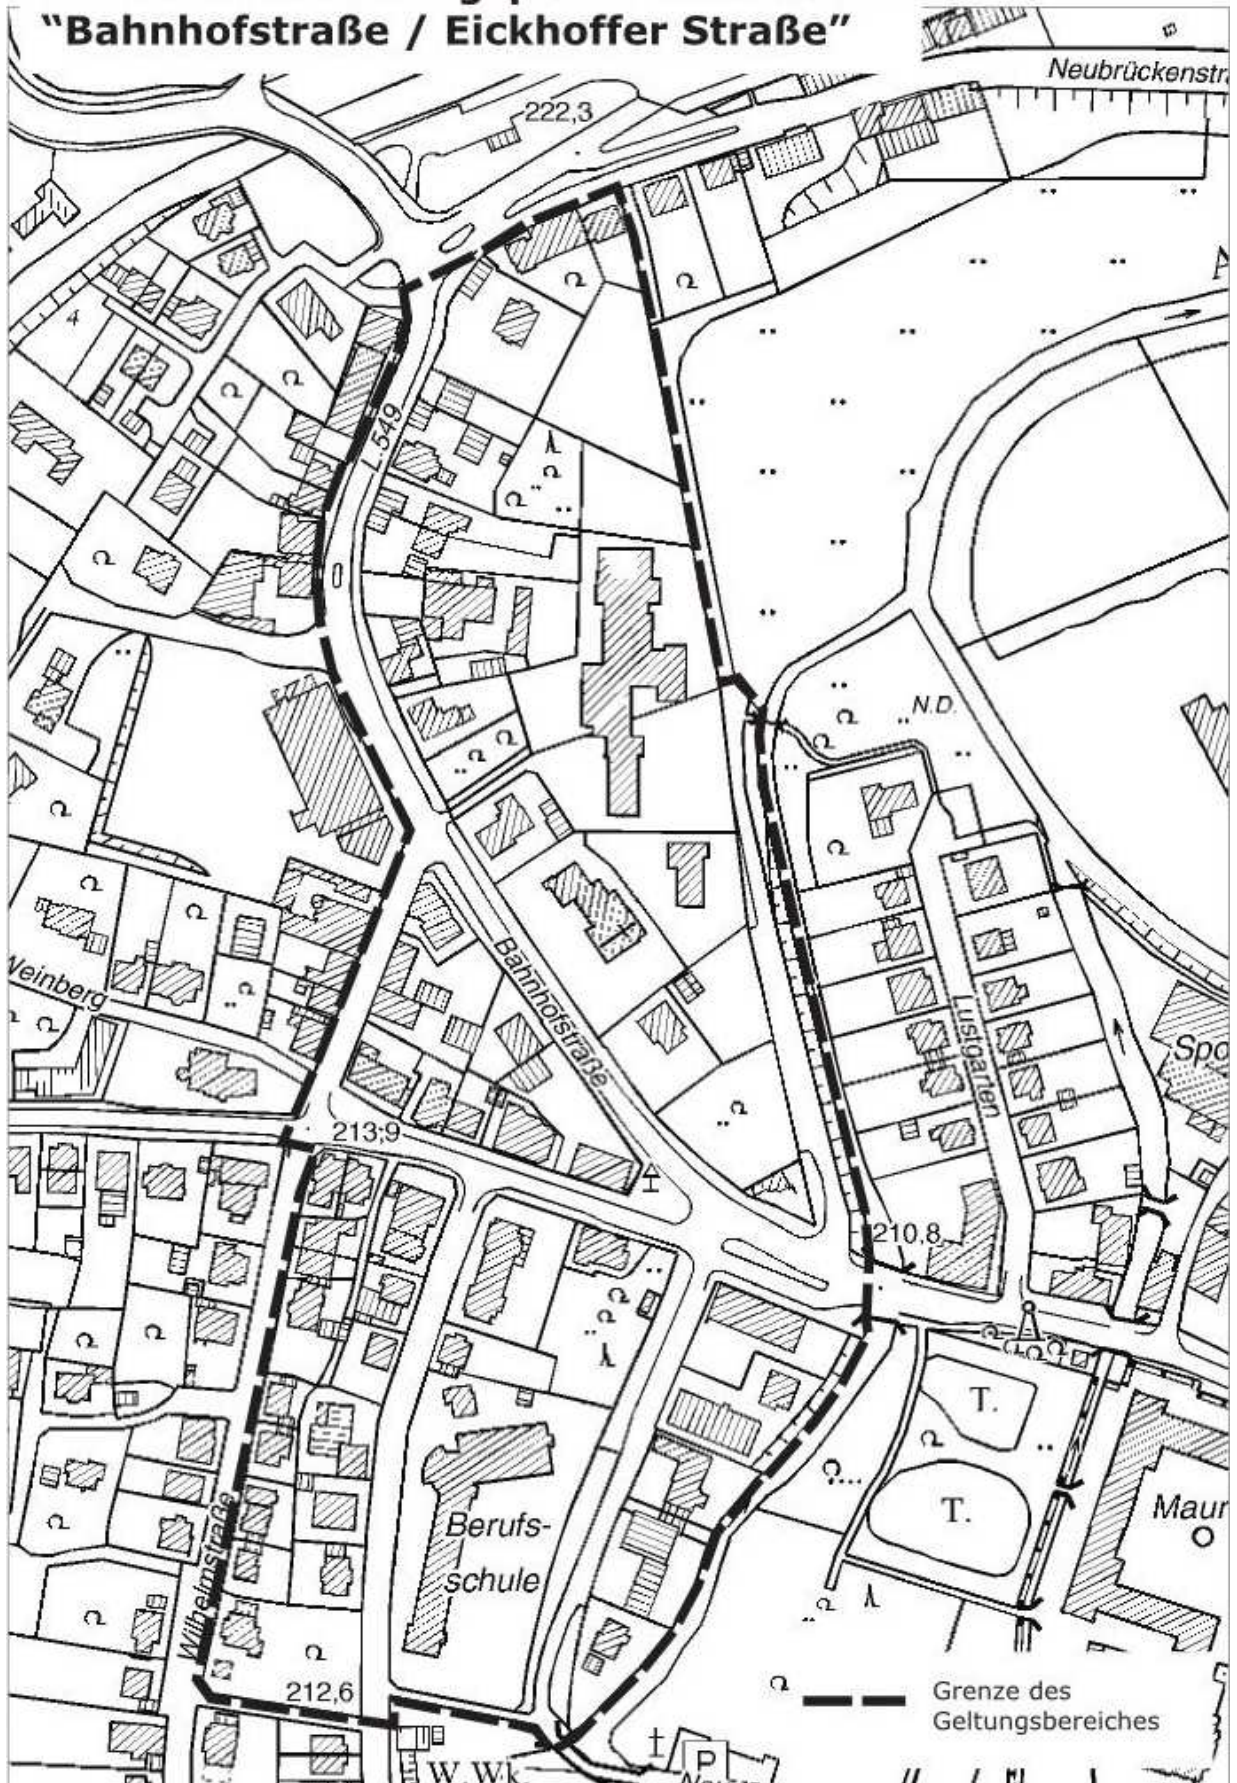 “Bahnhofstraße / Eickhoffer Straße”
Neubrückenstr
222,3
4
L 549
N.D.
Bahnhofstraße
Weinberg
Lustgarten
Spo
213,9
210,8
T.
T.
Maur
Berufs-
schule
Wilhelmstraße
212,6
Grenze des
Geltungsbereiches
P
W. Wk.